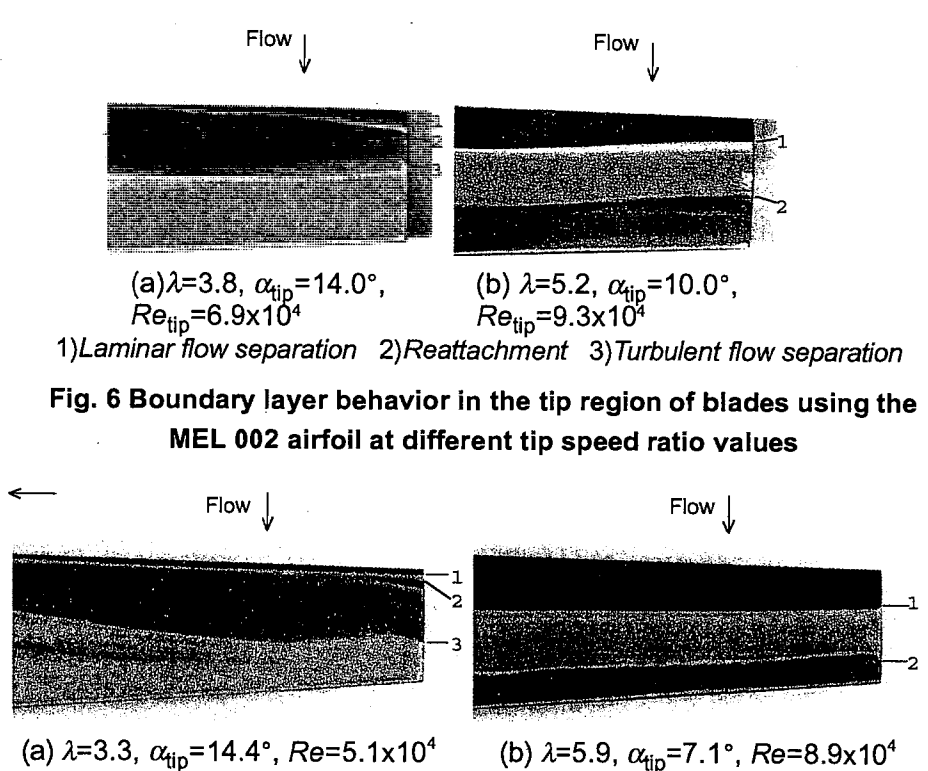 Flow
Flow
1
2
3
1
2
(a)λ=3.8, αtip=14.0°,
Retip=6.9x10⁴
(b) λ=5.2, αtip=10.0°,
Retip=9.3x10⁴
1)Laminar flow separation 2)Reattachment 3)Turbulent flow separation
Fig. 6 Boundary layer behavior in the tip region of blades using the
MEL 002 airfoil at different tip speed ratio values
Flow
Flow
1
2
3
1
2
(a) λ=3.3, αtip=14.4°, Re=5.1x10⁴
(b) λ=5.9, αtip=7.1°, Re=8.9x10⁴